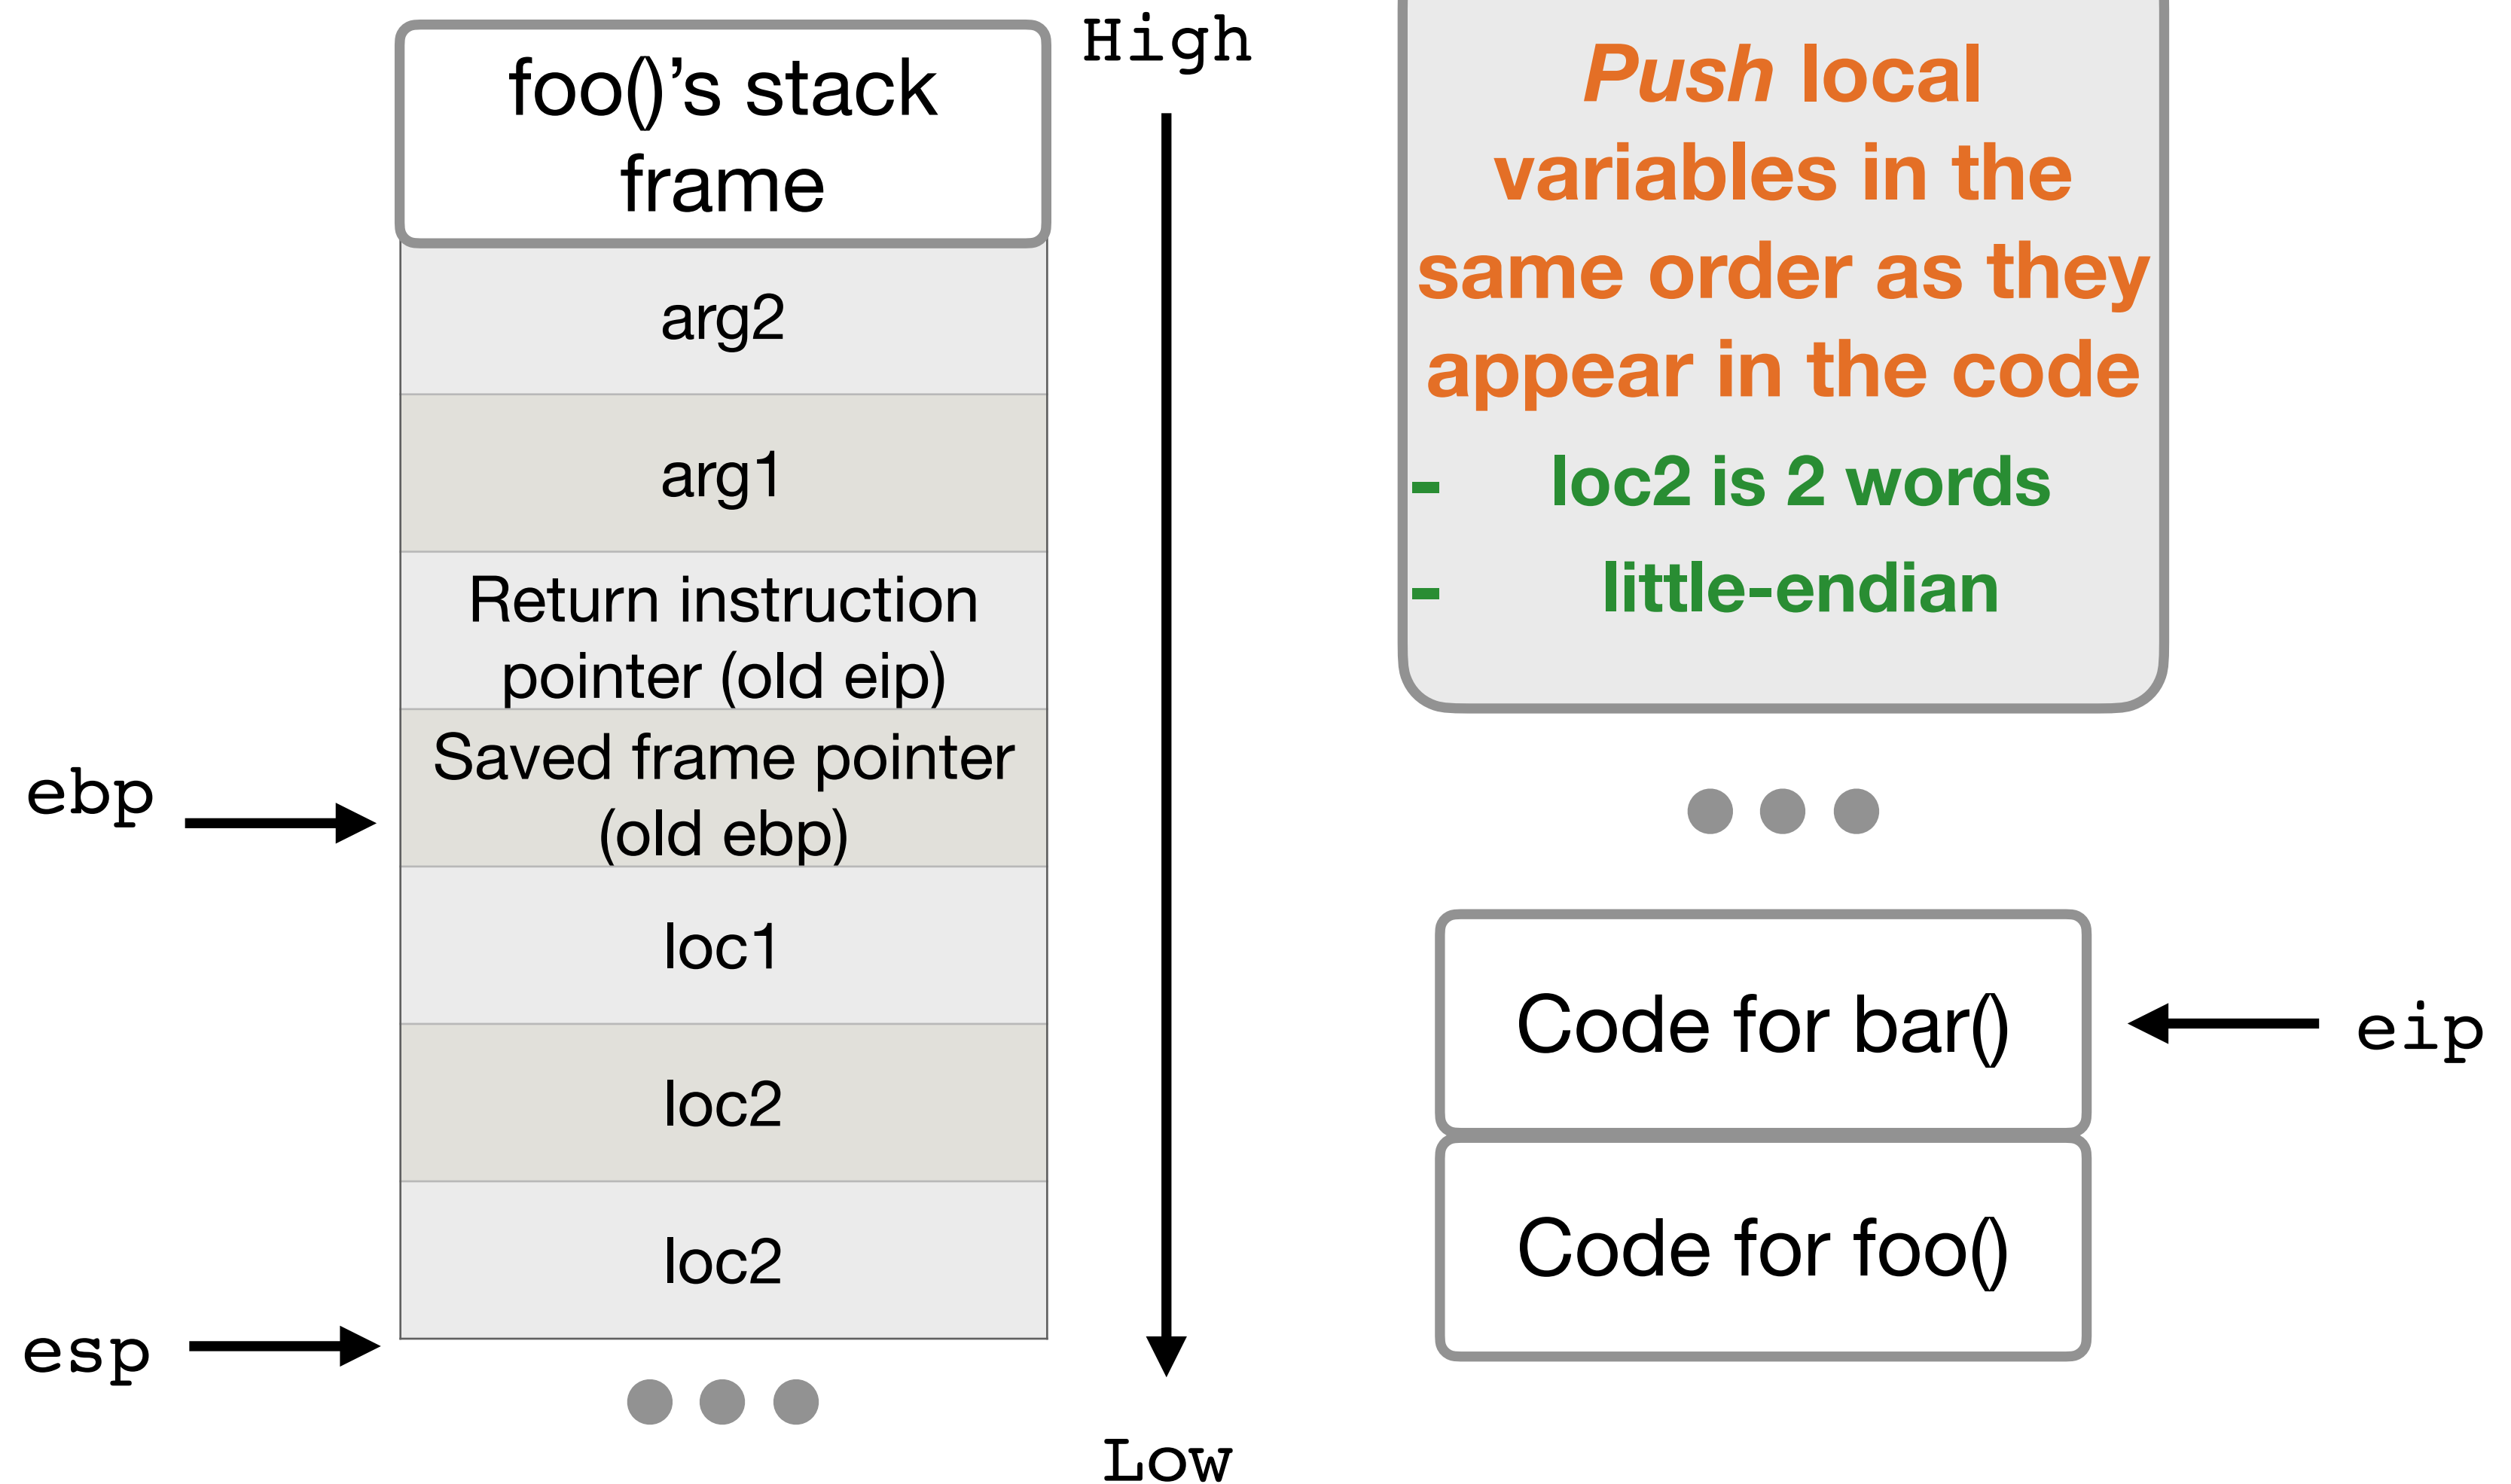 foo()’s stack
frame
arg2
arg1
Return instruction
pointer (old eip)
Saved frame pointer
(old ebp)
loc1
loc2
loc2
ebp
esp
High
Low
Push local
variables in the
same order as they
appear in the code
- loc2 is 2 words
- little-endian
Code for bar()
Code for foo()
eip